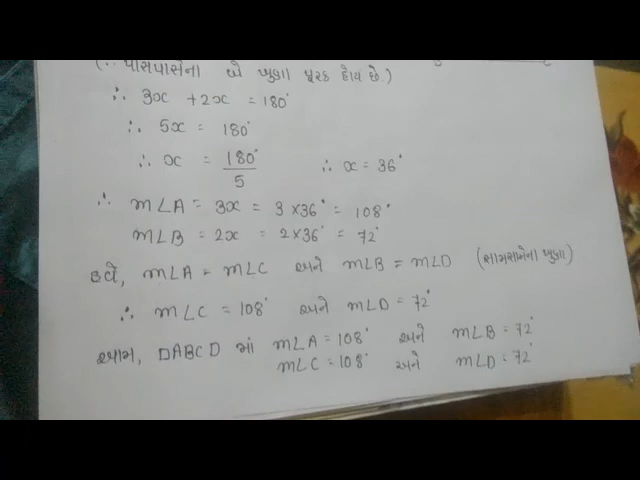 (∵ પાસપાસેના બે ખુણા પૂરક હોય છે.)
∴ 3x + 2x = 180°
∴ 5x = 180°
∴ x = 180°/5 ∴ x = 36°
∴ m∠A = 3x = 3 × 36° = 108°
m∠B = 2x = 2 × 36° = 72°
હવે, m∠A = m∠C અને m∠B = m∠D (સામસામેના ખુણા)
∴ m∠C = 108° અને m∠D = 72°
આમ, □ABCD માં m∠A = 108° અને m∠B = 72°
m∠C = 108° અને m∠D = 72°